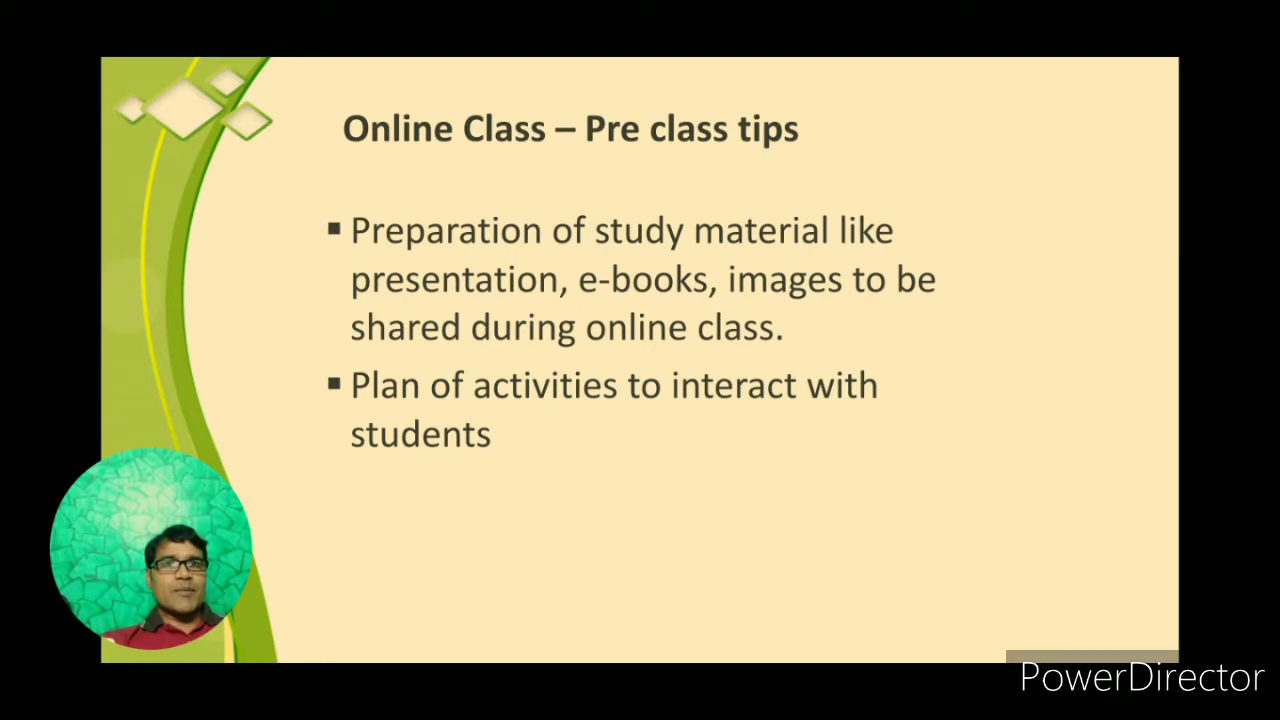 Online Class – Pre class tips
▪ Preparation of study material like
presentation, e-books, images to be
shared during online class.
▪ Plan of activities to interact with
students
PowerDirector